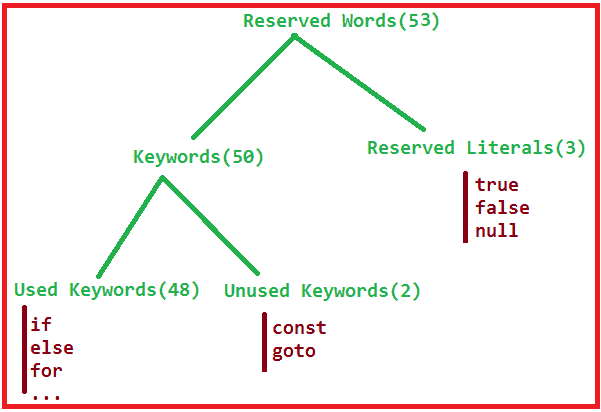 Reserved Words(53)
Keywords(50)
Reserved Literals(3)
true
false
null
Used Keywords(48)
Unused Keywords(2)
if
else
for
...
const
goto